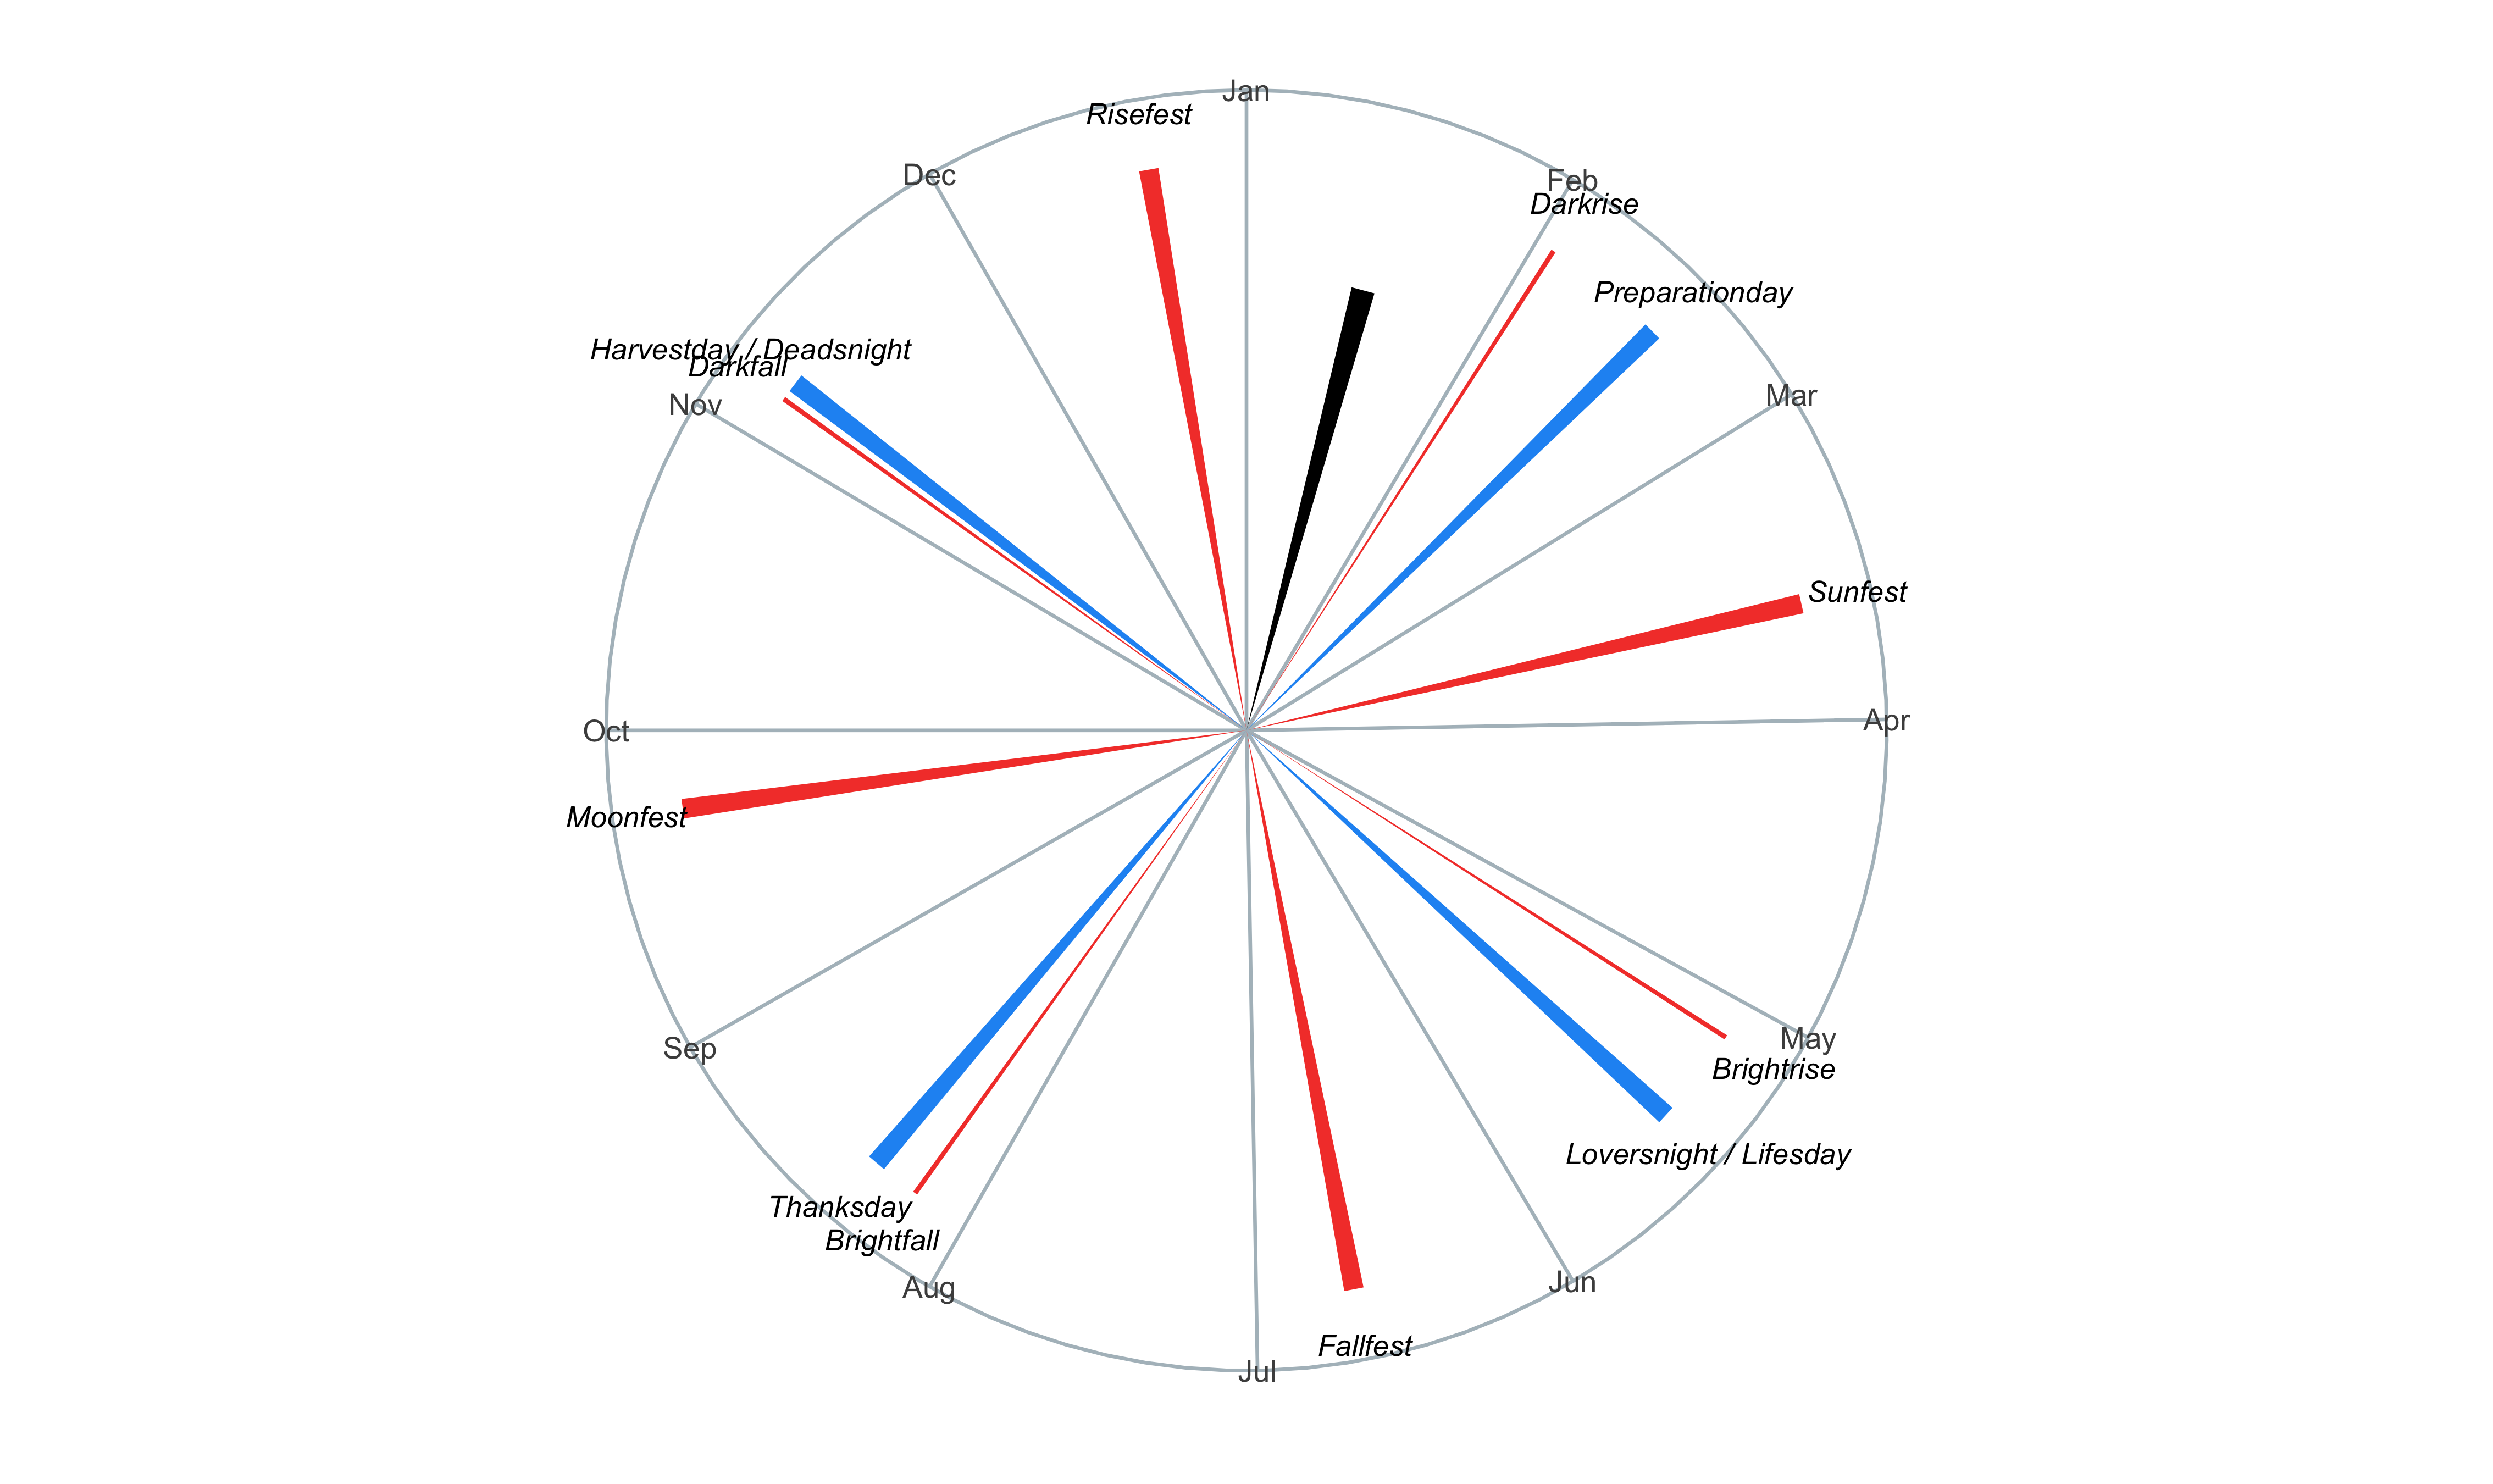 Jan
Risefest
Dec
Feb
Darkrise
Preparationday
Harvestday / Deadsnight
Darkfall
Nov
Mar
Sunfest
Apr
Oct
Moonfest
May
Sep
Brightrise
Loversnight / Lifesday
Thanksday
Brightfall
Jun
Aug
Fallfest
Jul